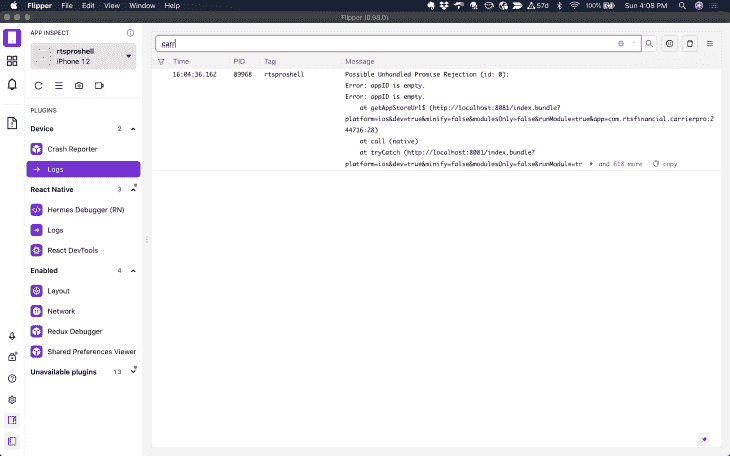 Flipper File Edit View Window Help 57d 100% Sun 4:08 PM
Flipper (0.98.0)
APP INSPECT
rtsproshell
iPhone 12
PLUGINS
Device 2
Crash Reporter
Logs
React Native 3
Hermes Debugger (RN)
Logs
React DevTools
Enabled 4
Layout
Network
Redux Debugger
Shared Preferences Viewer
Unavailable plugins 13
carr
Time PID Tag Message
16:04:36.162 89968 rtsproshell Possible Unhandled Promise Rejection (id: 0):
Error: appID is empty.
Error: appID is empty.
at getAppStoreUrl$ (http://localhost:8081/index.bundle?
platform=ios&dev=true&minify=false&modulesOnly=false&runModule=true&app=com.rtsfinancial.carrierpro:2
44716:28)
at call (native)
at tryCatch (http://localhost:8081/index.bundle?
platform=ios&dev=true&minify=false&modulesOnly=false&runModule=tr and 618 more copy